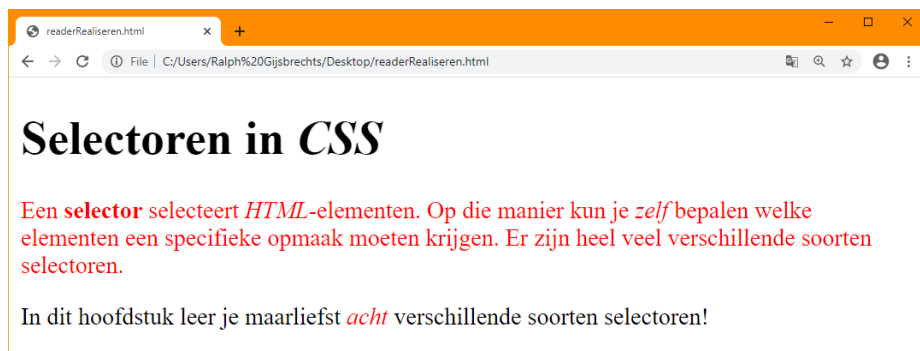 readerRealiseren.html
File | C:/Users/Ralph%20Gijsbrechts/Desktop/readerRealiseren.html
Selectoren in CSS
Een selector selecteert HTML-elementen. Op die manier kun je zelf bepalen welke
elementen een specifieke opmaak moeten krijgen. Er zijn heel veel verschillende soorten
selectoren.
In dit hoofdstuk leer je maarliefst acht verschillende soorten selectoren!